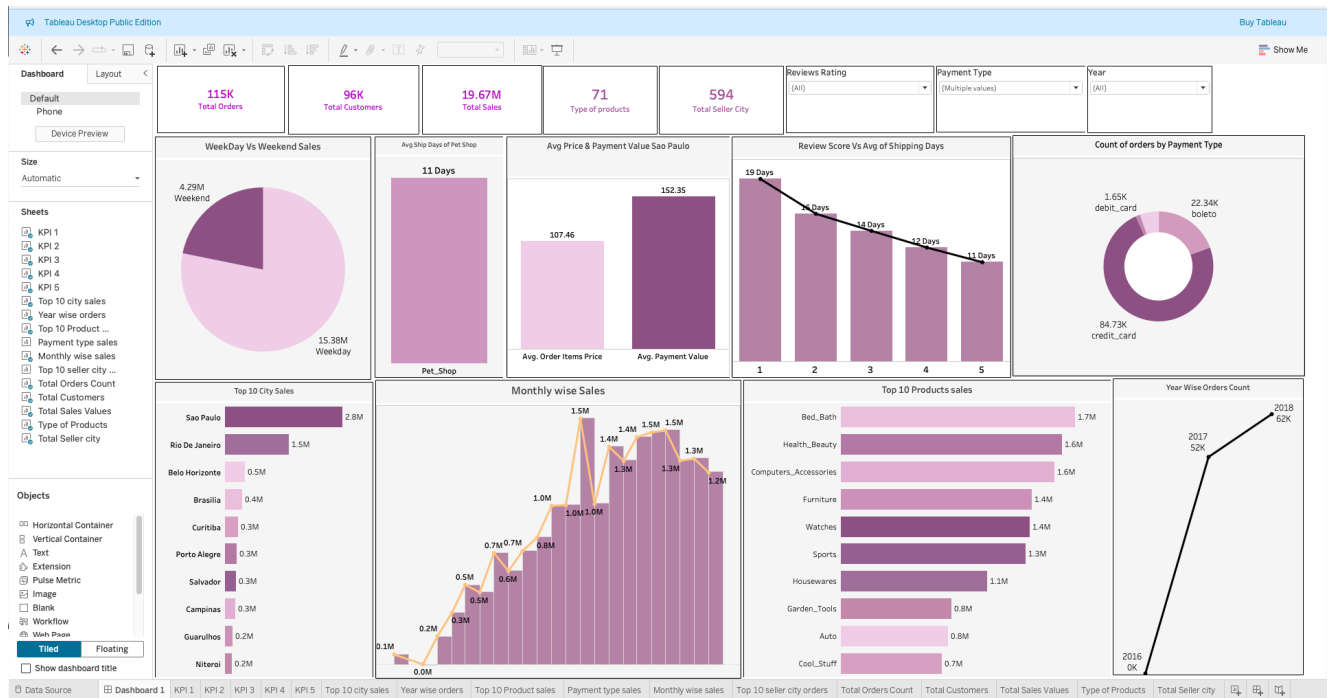 Tableau Desktop Public Edition
Buy Tableau
Show Me
Dashboard
Layout
Default
Phone
Device Preview
Size
Automatic
Sheets
KPI 1
KPI 2
KPI 3
KPI 4
KPI 5
Top 10 city sales
Year wise orders
Top 10 Product ...
Payment type sales
Monthly wise sales
Top 10 seller city ...
Total Orders Count
Total Customers
Total Sales Values
Type of Products
Total Seller city
Objects
Horizontal Container
Vertical Container
Text
Extension
Pulse Metric
Image
Blank
Workflow
Web Page
Tiled
Floating
Show dashboard title
115K
Total Orders
96K
Total Customers
19.67M
Total Sales
71
Type of products
594
Total Seller City
Reviews Rating
(All)
Payment Type
(Multiple values)
Year
(All)
WeekDay Vs Weekend Sales
4.29M
Weekend
15.38M
Weekday
Avg Ship Days of Pet Shop
11 Days
Pet_Shop
Avg Price & Payment Value Sao Paulo
107.46
152.35
Avg. Order Items Price
Avg. Payment Value
Review Score Vs Avg of Shipping Days
19 Days
15 Days
14 Days
12 Days
11 Days
1
2
3
4
5
Count of orders by Payment Type
1.65K
debit_card
22.34K
boleto
84.73K
credit_card
Top 10 City Sales
Sao Paulo 2.8M
Rio De Janeiro 1.5M
Belo Horizonte 0.5M
Brasilia 0.4M
Curitiba 0.3M
Porto Alegre 0.3M
Salvador 0.3M
Campinas 0.3M
Guarulhos 0.2M
Niteroi 0.2M
Monthly wise Sales
0.1M
0.0M
0.2M
0.3M
0.5M
0.5M
0.7M
0.6M
0.7M
0.8M
1.0M
1.0M
1.5M
1.0M
1.4M
1.3M
1.4M
1.5M
1.5M
1.3M
1.3M
1.2M
Top 10 Products sales
Bed_Bath 1.7M
Health_Beauty 1.6M
Computers_Accessories 1.6M
Furniture 1.4M
Watches 1.4M
Sports 1.3M
Housewares 1.1M
Garden_Tools 0.8M
Auto 0.8M
Cool_Stuff 0.7M
Year Wise Orders Count
2018
62K
2017
52K
2016
0K
Data Source
Dashboard 1
KPI 1
KPI 2
KPI 3
KPI 4
KPI 5
Top 10 city sales
Year wise orders
Top 10 Product sales
Payment type sales
Monthly wise sales
Top 10 seller city orders
Total Orders Count
Total Customers
Total Sales Values
Type of Products
Total Seller city